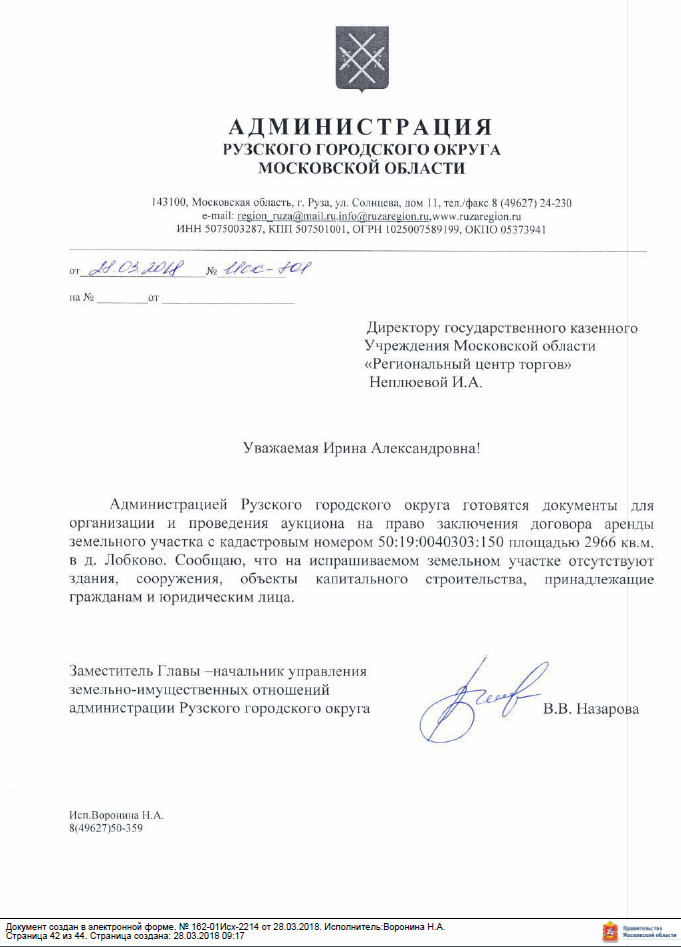 АДМИНИСТРАЦИЯ
РУЗСКОГО ГОРОДСКОГО ОКРУГА
МОСКОВСКОЙ ОБЛАСТИ
143100, Московская область, г. Руза, ул. Солнцева, дом 11, тел./факс 8 (49627) 24-230
e-mail: region_ruza@mail.ru,info@ruzaregion.ru,www.ruzaregion.ru
ИНН 5075003287, КПП 507501001, ОГРН 1025007589199, ОКПО 05373941
от 28.03.2018 №
на № __________ от
Директору государственного казенного
Учреждения Московской области
«Региональный центр торгов»
Неплюевой И.А.
Уважаемая Ирина Александровна!
Администрацией Рузского городского округа готовятся документы для
организации и проведения аукциона на право заключения договора аренды
земельного участка с кадастровым номером 50:19:0040303:150 площадью 2966 кв.м.
в д. Лобково. Сообщаю, что на испрашиваемом земельном участке отсутствуют
здания, сооружения, объекты капитального строительства, принадлежащие
гражданам и юридическим лица.
Заместитель Главы –начальник управления
земельно-имущественных отношений
администрации Рузского городского округа В.В. Назарова
Исп.Воронина Н.А.
8(49627)50-359
Документ создан в электронной форме. № 162-01Исх-2214 от 28.03.2018. Исполнитель:Воронина Н.А.
Страница 42 из 44. Страница создана: 28.03.2018 09:17
Правительство
Московской области